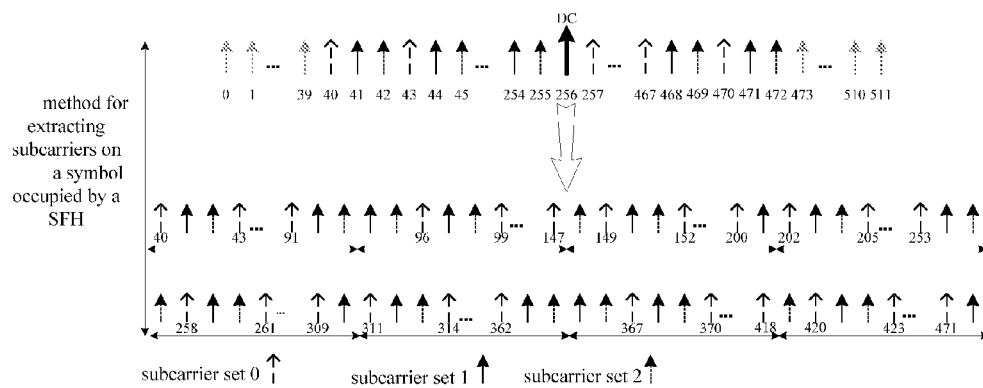 DC
0 1 ... 39 40 41 42 43 44 45 ... 254 255 256 257 ... 467 468 469 470 471 472 473 ... 510 511
method for
extracting
subcarriers on
a symbol
occupied by a
SFH
40 43 ... 91 96 99 ... 147 149 152 ... 200 202 205 ... 253
258 261 ... 309 311 314 ... 362 367 370 ... 418 420 423 ... 471
subcarrier set 0 subcarrier set 1 subcarrier set 2